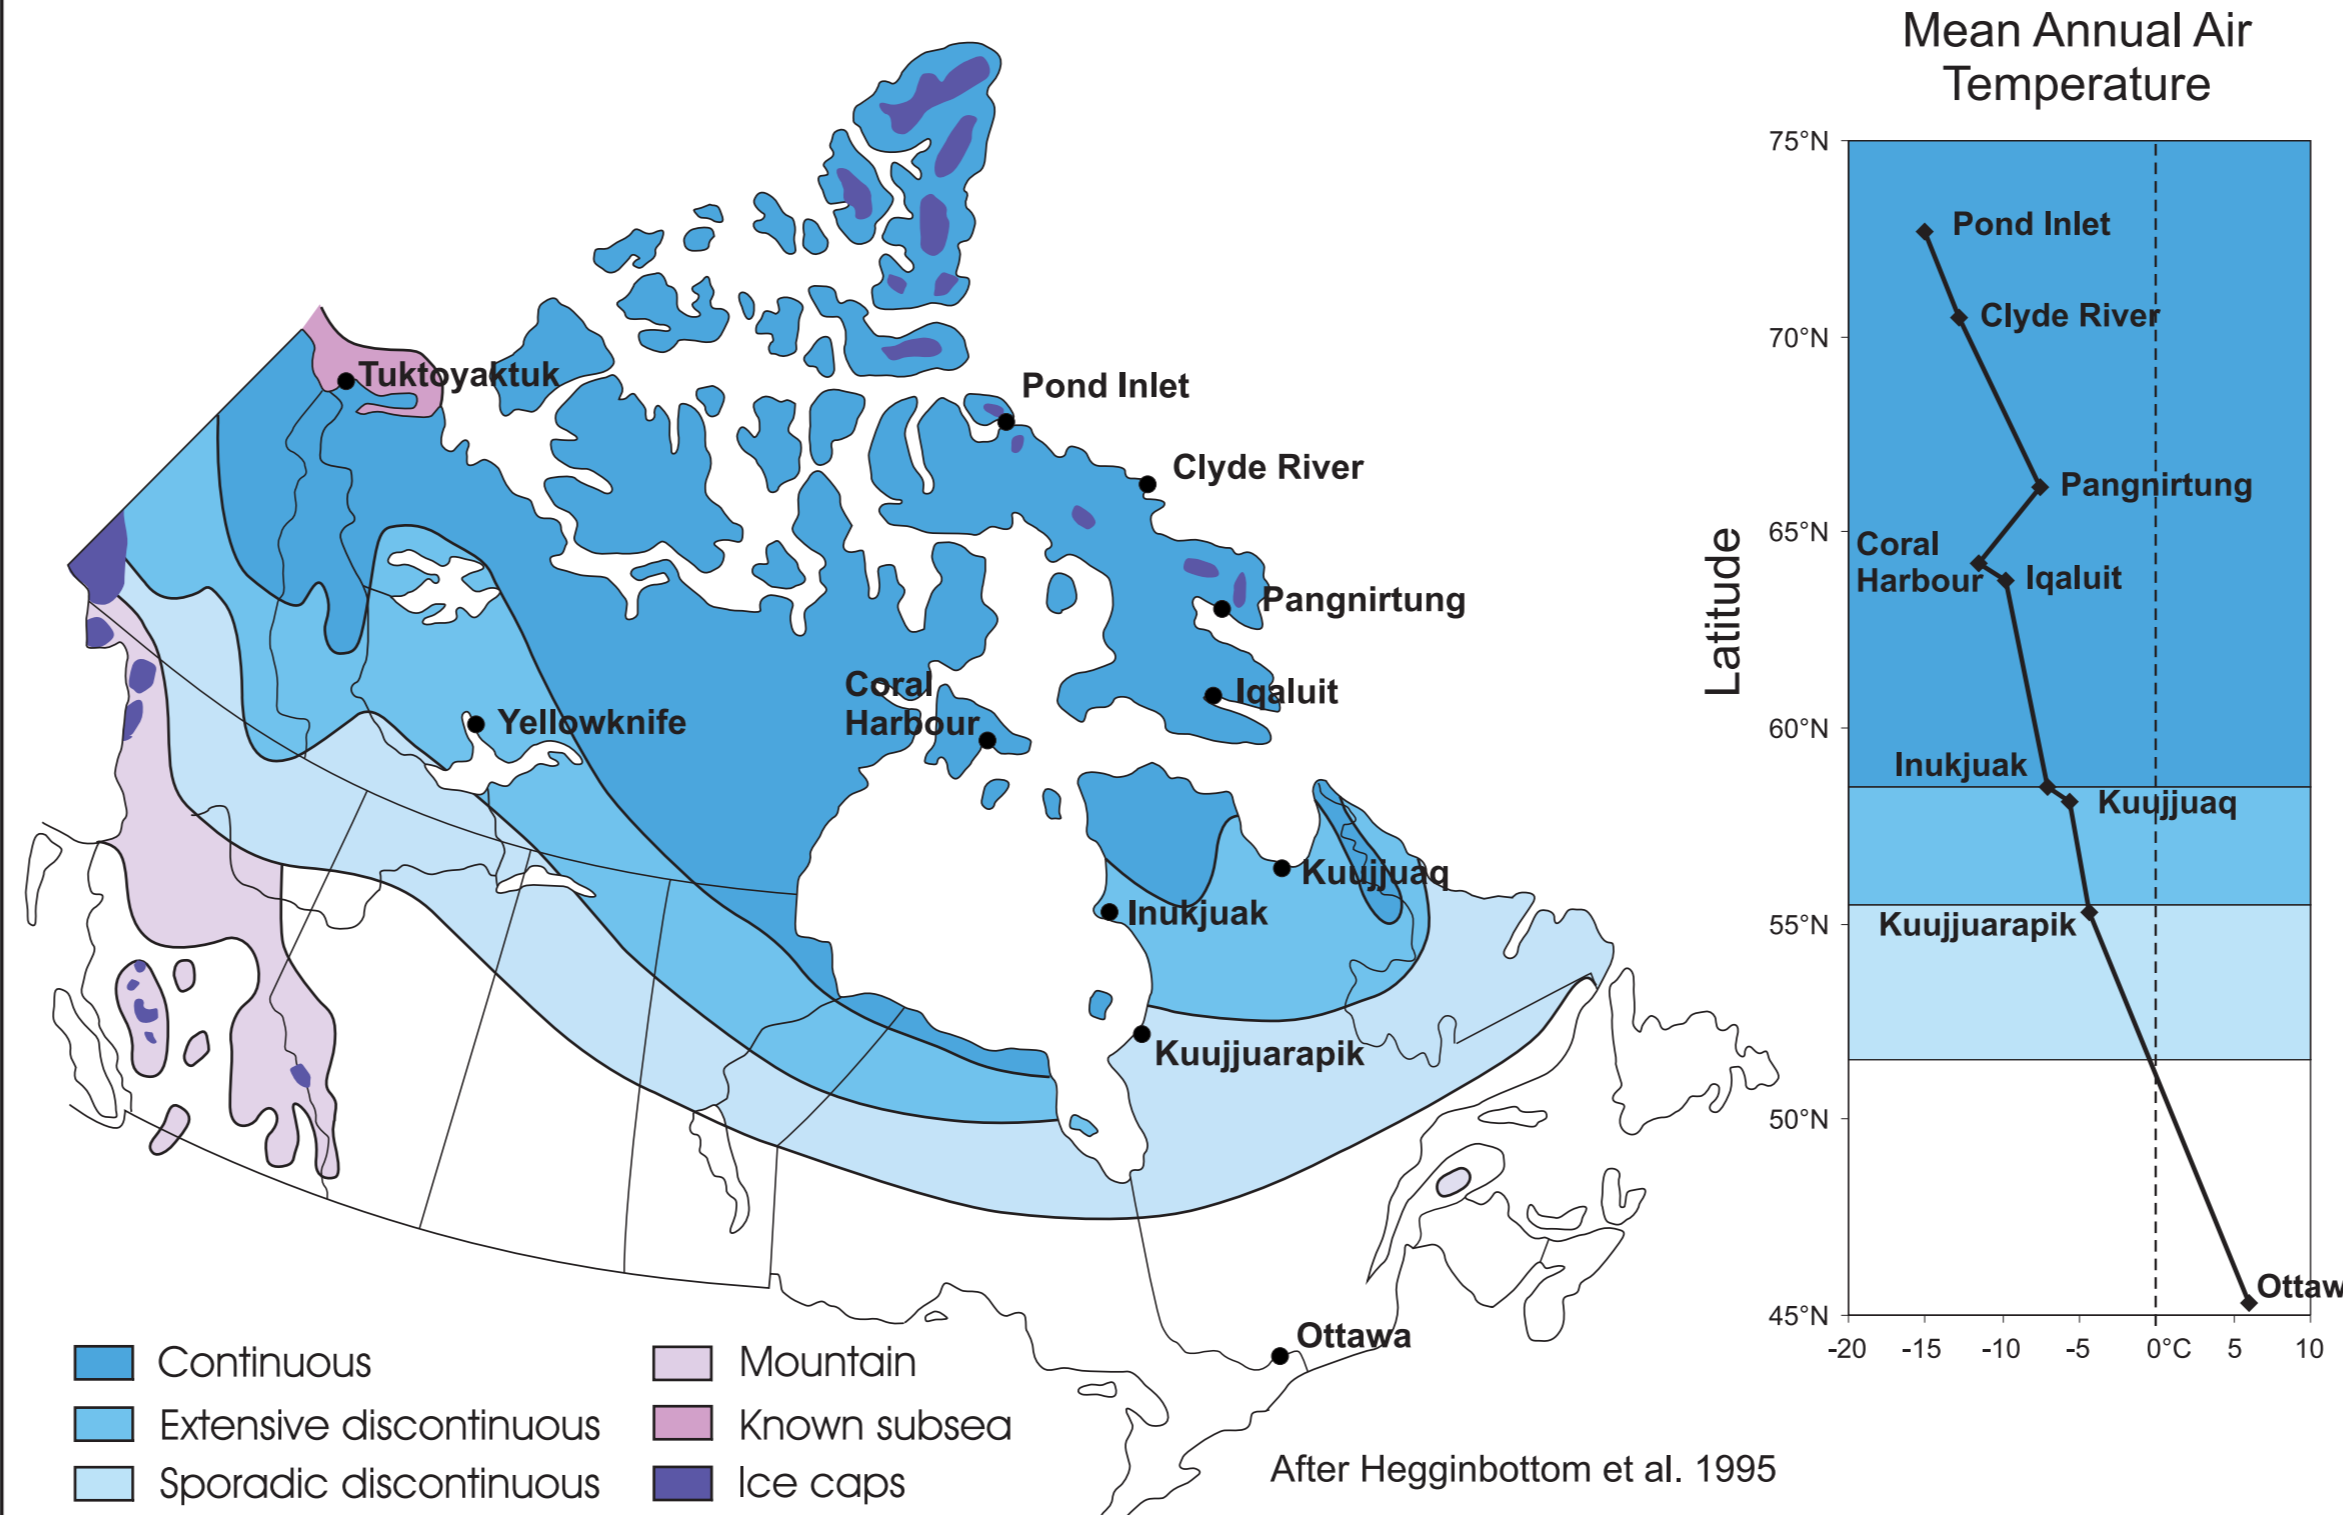 Mean Annual Air
Temperature
75°N
Pond Inlet
Clyde River
70°N
Tuktoyaktuk
Pond Inlet
Clyde River
Pangnirtung
65°N
Coral
Harbour
Iqaluit
Latitude
Pangnirtung
Coral
Harbour
Iqaluit
Yellowknife
60°N
Inukjuak
Kuujjuaq
Kuujjuaq
Inukjuak
55°N
Kuujjuarapik
Kuujjuarapik
50°N
Ottaw
45°N
-20 -15 -10 -5 0°C 5 10
Ottawa
Continuous
Extensive discontinuous
Sporadic discontinuous
Mountain
Known subsea
Ice caps
After Hegginbottom et al. 1995